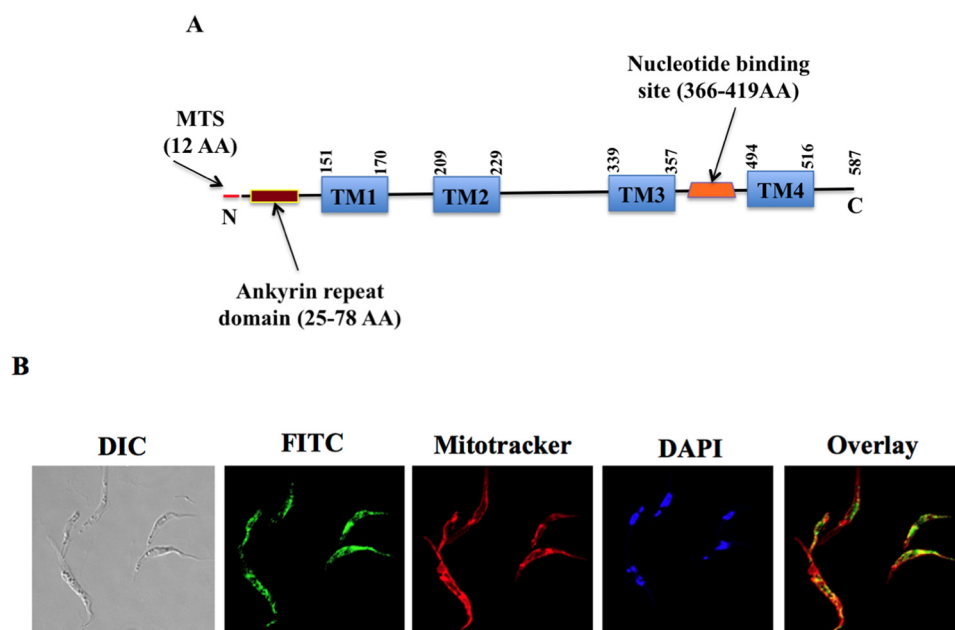 A
Nucleotide binding
site (366-419AA)
MTS
(12 AA)
151
170
209
229
339
357
494
516
587
TM1
TM2
TM3
TM4
N
C
Ankyrin repeat
domain (25-78 AA)
B
DIC
FITC
Mitotracker
DAPI
Overlay